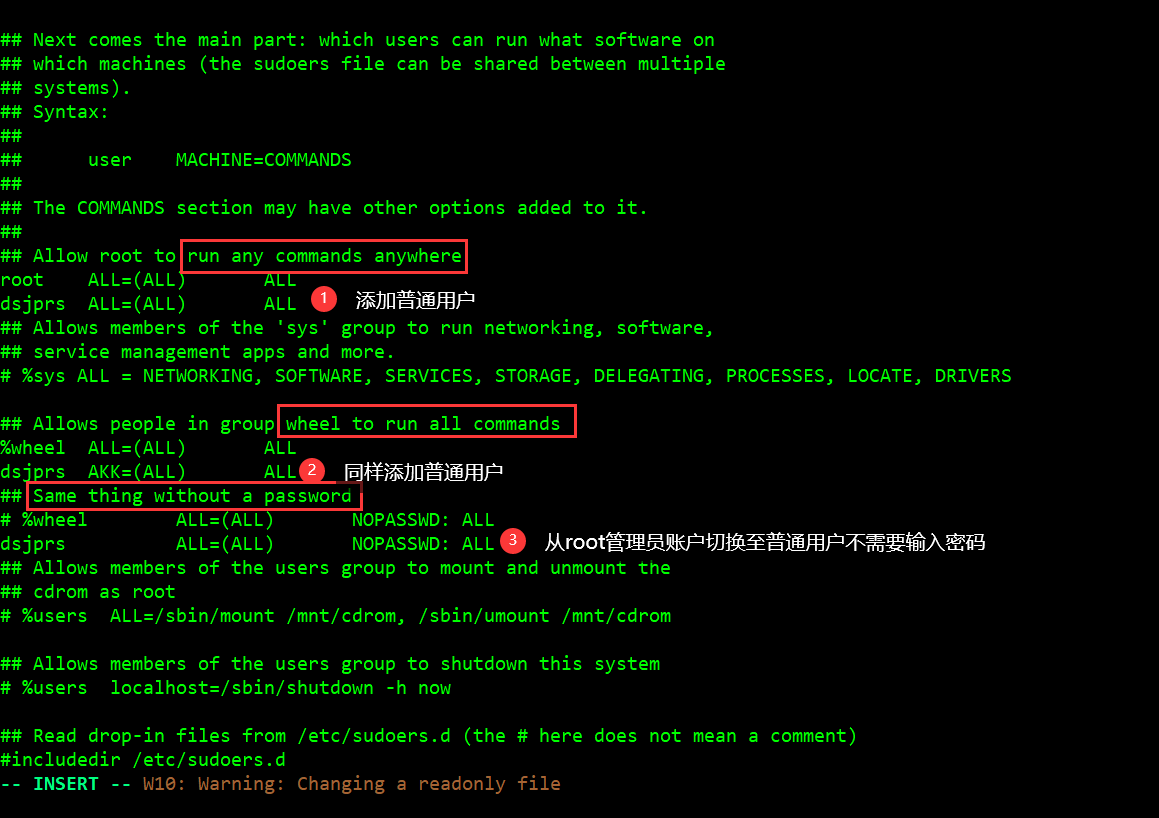 ## Next comes the main part: which users can run what software on
## which machines (the sudoers file can be shared between multiple
## systems).
## Syntax:
##
##      user    MACHINE=COMMANDS
##
## The COMMANDS section may have other options added to it.
##
## Allow root to run any commands anywhere
root    ALL=(ALL)       ALL
dsjprs  ALL=(ALL)       ALL 1 添加普通用户
## Allows members of the 'sys' group to run networking, software,
## service management apps and more.
# %sys ALL = NETWORKING, SOFTWARE, SERVICES, STORAGE, DELEGATING, PROCESSES, LOCATE, DRIVERS
## Allows people in group wheel to run all commands
%wheel  ALL=(ALL)       ALL
dsjprs  AKK=(ALL)       ALL 2 同样添加普通用户
## Same thing without a password
# %wheel        ALL=(ALL)       NOPASSWD: ALL
dsjprs          ALL=(ALL)       NOPASSWD: ALL 3 从root管理员账户切换至普通用户不需要输入密码
## Allows members of the users group to mount and unmount the
## cdrom as root
# %users  ALL=/sbin/mount /mnt/cdrom, /sbin/umount /mnt/cdrom
## Allows members of the users group to shutdown this system
# %users  localhost=/sbin/shutdown -h now
## Read drop-in files from /etc/sudoers.d (the # here does not mean a comment)
#includedir /etc/sudoers.d
-- INSERT -- W10: Warning: Changing a readonly file